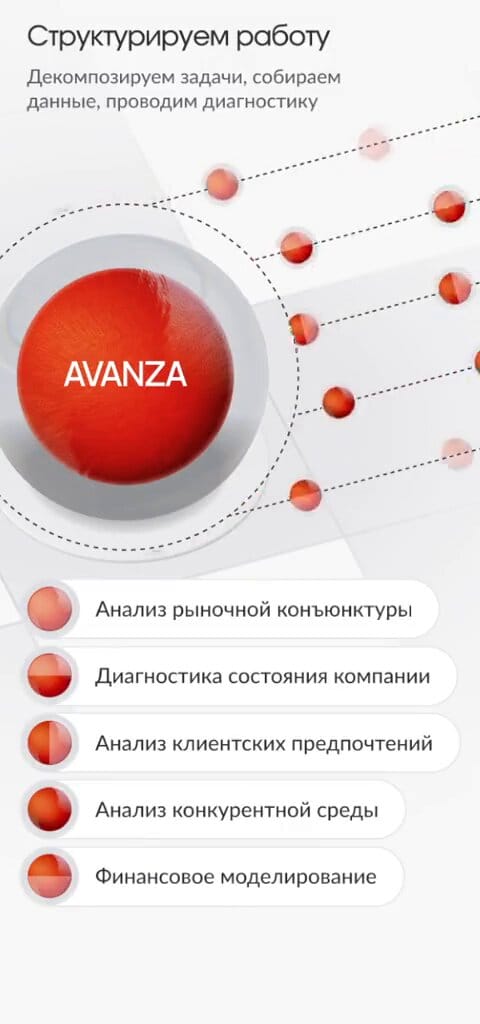 Структурируем работу
Декомпозируем задачи, собираем
данные, проводим диагностику
AVANZA
Анализ рыночной конъюнктуры
Диагностика состояния компании
Анализ клиентских предпочтений
Анализ конкурентной среды
Финансовое моделирование